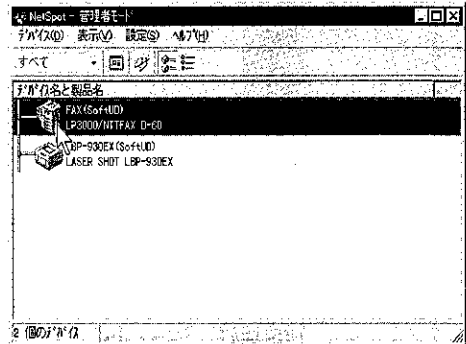 NetSpot - 管理者モード
デバイス(D) 表示(V) 設定(S) ヘルプ(H)
すべて
デバイス名と製品名
FAX(SoftUD)
LP3000/NTTFAX D-60
LBP-930EX(SoftUD)
LASER SHOT LBP-930EX
2 個のデバイス